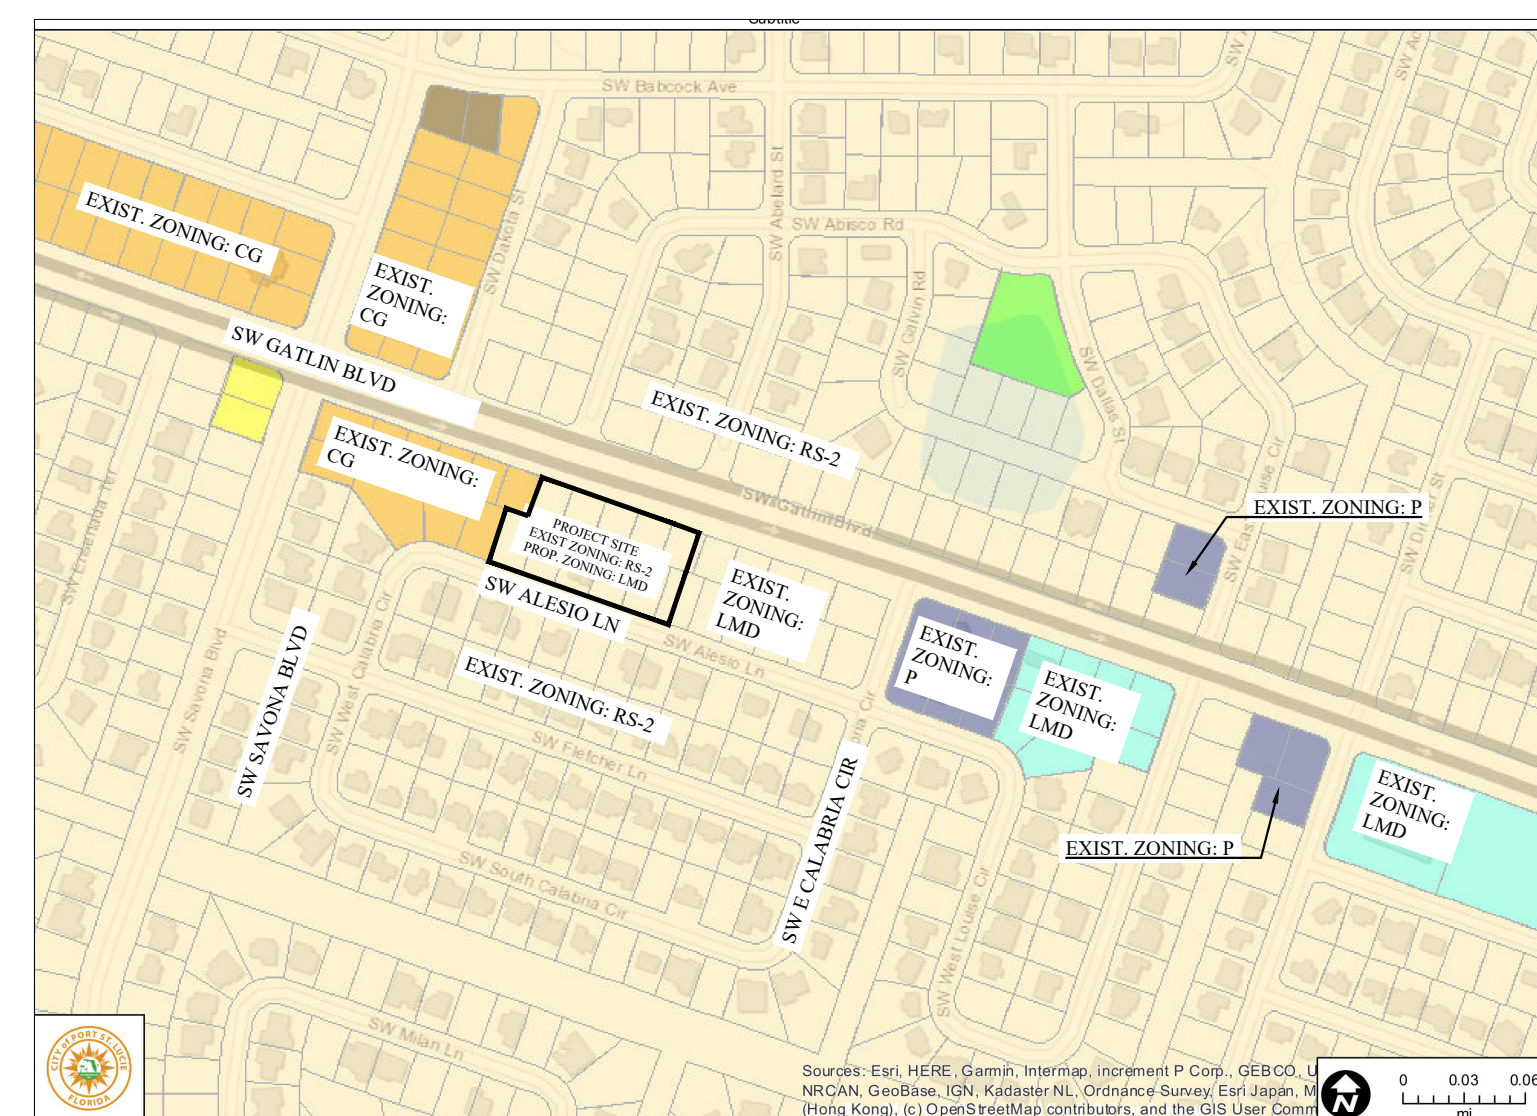 Subtitle
SW Babcock Ave
EXIST. ZONING: CG
SW Dakota St
SW Abelard St
SW Abisco Rd
EXIST.
ZONING:
CG
SW Galvin Rd
SW GATLIN BLVD
SW Dallas St
EXIST. ZONING: RS-2
EXIST. ZONING:
CG
SW Gatlin Blvd
EXIST. ZONING: P
PROJECT SITE
EXIST ZONING: RS-2
PROP. ZONING: LMD
SW ALESIO LN
EXIST.
ZONING:
LMD
SW Alesio Ln
EXIST. ZONING: RS-2
EXIST.
ZONING:
P
EXIST.
ZONING:
LMD
SW SAVONA BLVD
SW Savona Blvd
SW West Calabria Cir
SW Fletcher Ln
SW E CALABRIA CIR
EXIST.
ZONING:
LMD
EXIST. ZONING: P
SW South Calabria Cir
SW West Louise Cir
SW Milan Ln
CITY of PORT ST. LUCIE
FLORIDA
Sources: Esri, HERE, Garmin, Intermap, increment P Corp., GEBCO, U
NRCAN, GeoBase, IGN, Kadaster NL, Ordnance Survey, Esri Japan, M
(Hong Kong), (c) OpenStreetMap contributors, and the GIS User Comm
N
0 0.03 0.06
mi